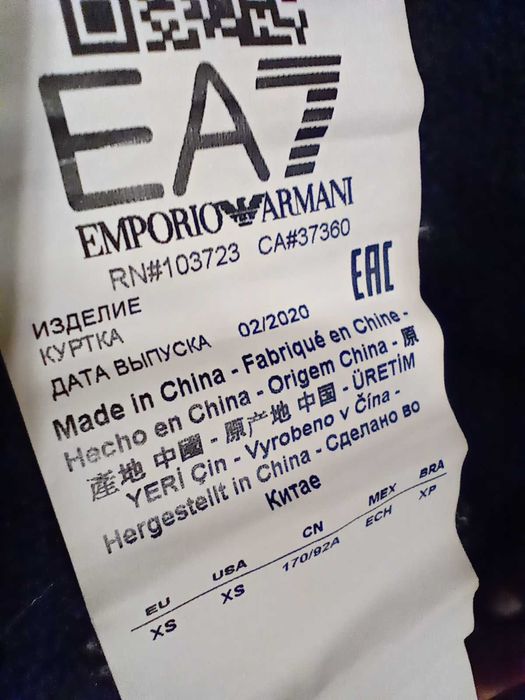 EA7
EMPORIO ARMANI
RN#103723 CA#37360
EAC
ИЗДЕЛИЕ
КУРТКА
ДАТА ВЫПУСКА 02/2020
Made in China - Fabriqué en Chine -
Hecho en China - Origem China - 原
產地 中國 - 原产地 中国 - ÜRETİM
YERİ Çin - Vyrobeno v Čína -
Hergestellt in China - Сделано во
Китае
EU USA CN MEX BRA
XS XS 170/92A ECH XP